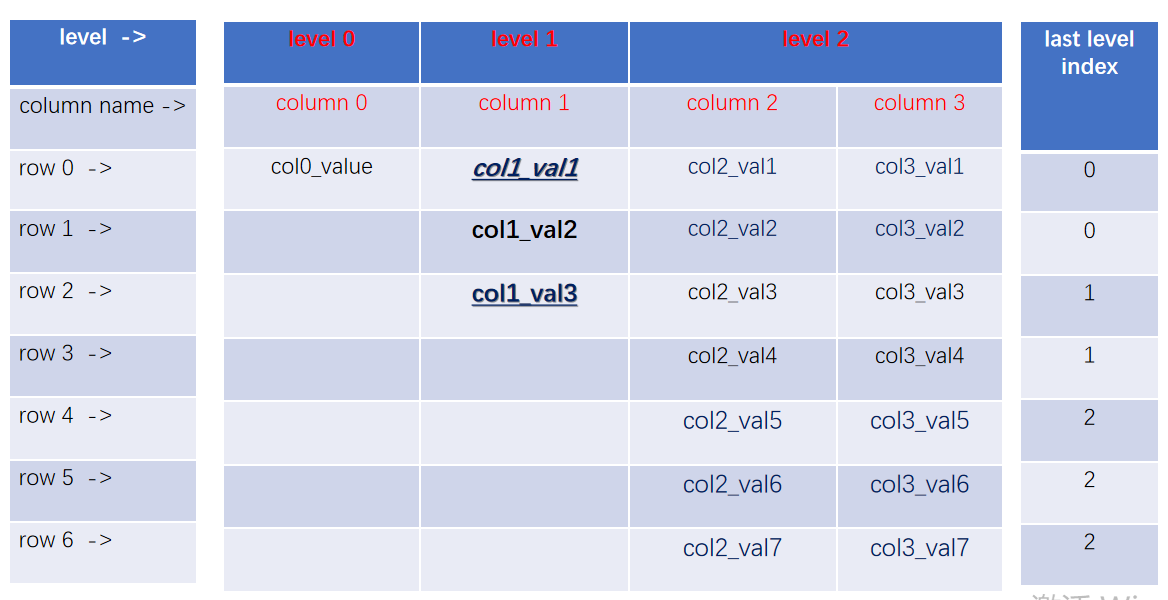 level -> level 0 level 1 level 2 last level index
column name -> column 0 column 1 column 2 column 3
row 0 -> col0_value col1_val1 col2_val1 col3_val1 0
row 1 -> col1_val2 col2_val2 col3_val2 0
row 2 -> col1_val3 col2_val3 col3_val3 1
row 3 -> col2_val4 col3_val4 1
row 4 -> col2_val5 col3_val5 2
row 5 -> col2_val6 col3_val6 2
row 6 -> col2_val7 col3_val7 2